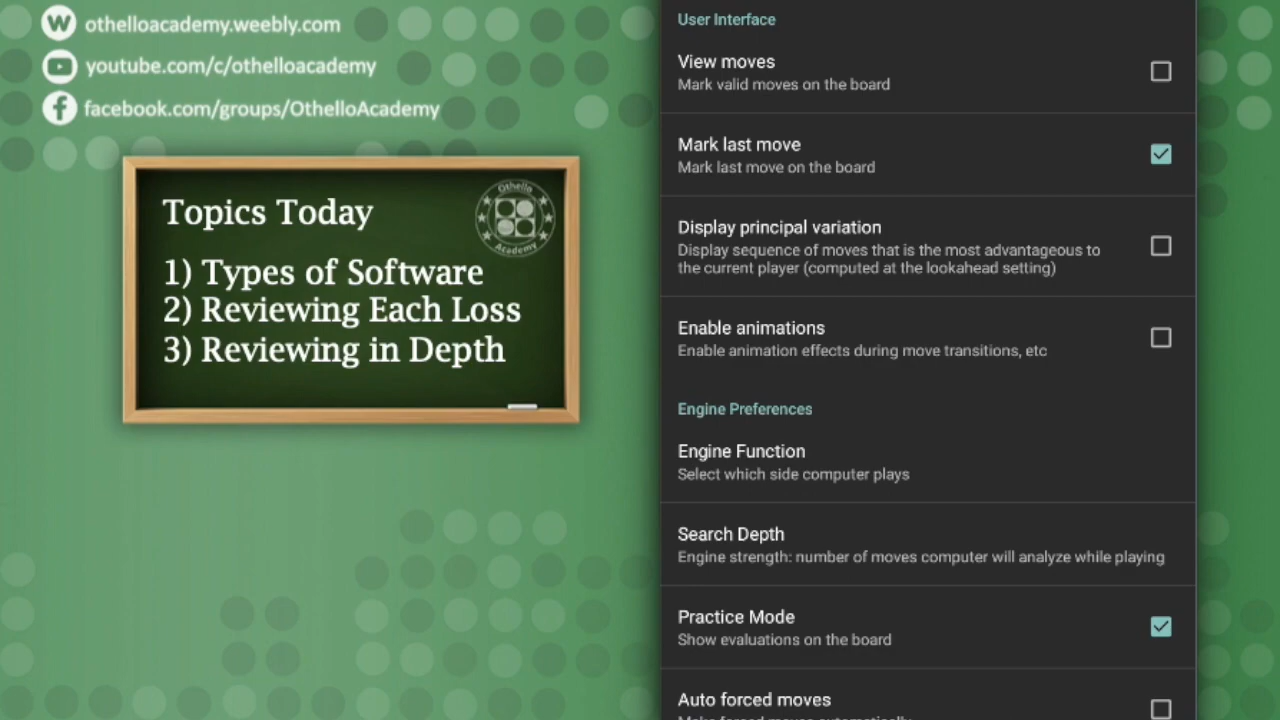 othelloacademy.weebly.com
youtube.com/c/othelloacademy
facebook.com/groups/OthelloAcademy
Topics Today
Othello
Academy
1) Types of Software
2) Reviewing Each Loss
3) Reviewing in Depth
User Interface
View moves
Mark valid moves on the board
Mark last move
Mark last move on the board
Display principal variation
Display sequence of moves that is the most advantageous to
the current player (computed at the lookahead setting)
Enable animations
Enable animation effects during move transitions, etc
Engine Preferences
Engine Function
Select which side computer plays
Search Depth
Engine strength: number of moves computer will analyze while playing
Practice Mode
Show evaluations on the board
Auto forced moves